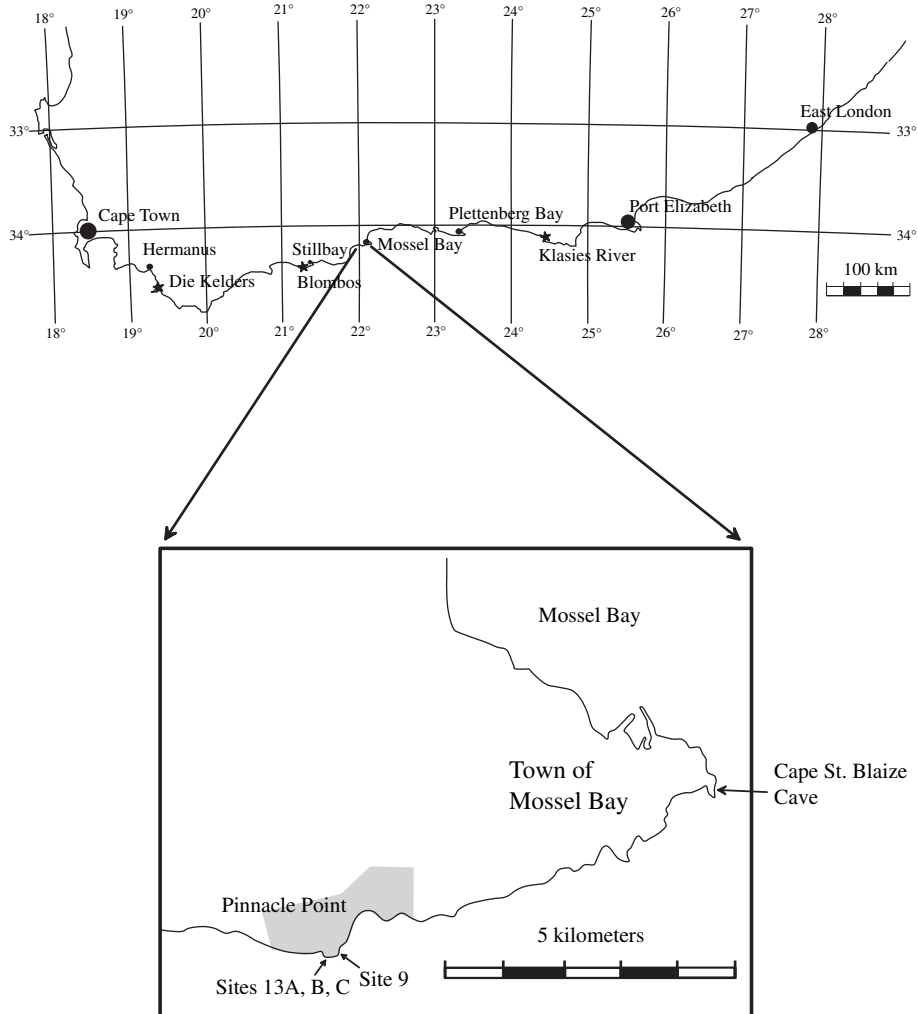 18° 19° 20° 21° 22° 23° 24° 25° 26° 27° 28°
33° 33°
East London
Cape Town
Plettenberg Bay
Port Elizabeth
34° 34°
Hermanus
Stillbay
Mossel Bay
Klasies River
Die Kelders
Blombos
100 km
18° 19° 20° 21° 22° 23° 24° 25° 26° 27° 28°
Mossel Bay
Town of
Mossel Bay
Cape St. Blaize
Cave
Pinnacle Point
5 kilometers
Sites 13A, B, C
Site 9